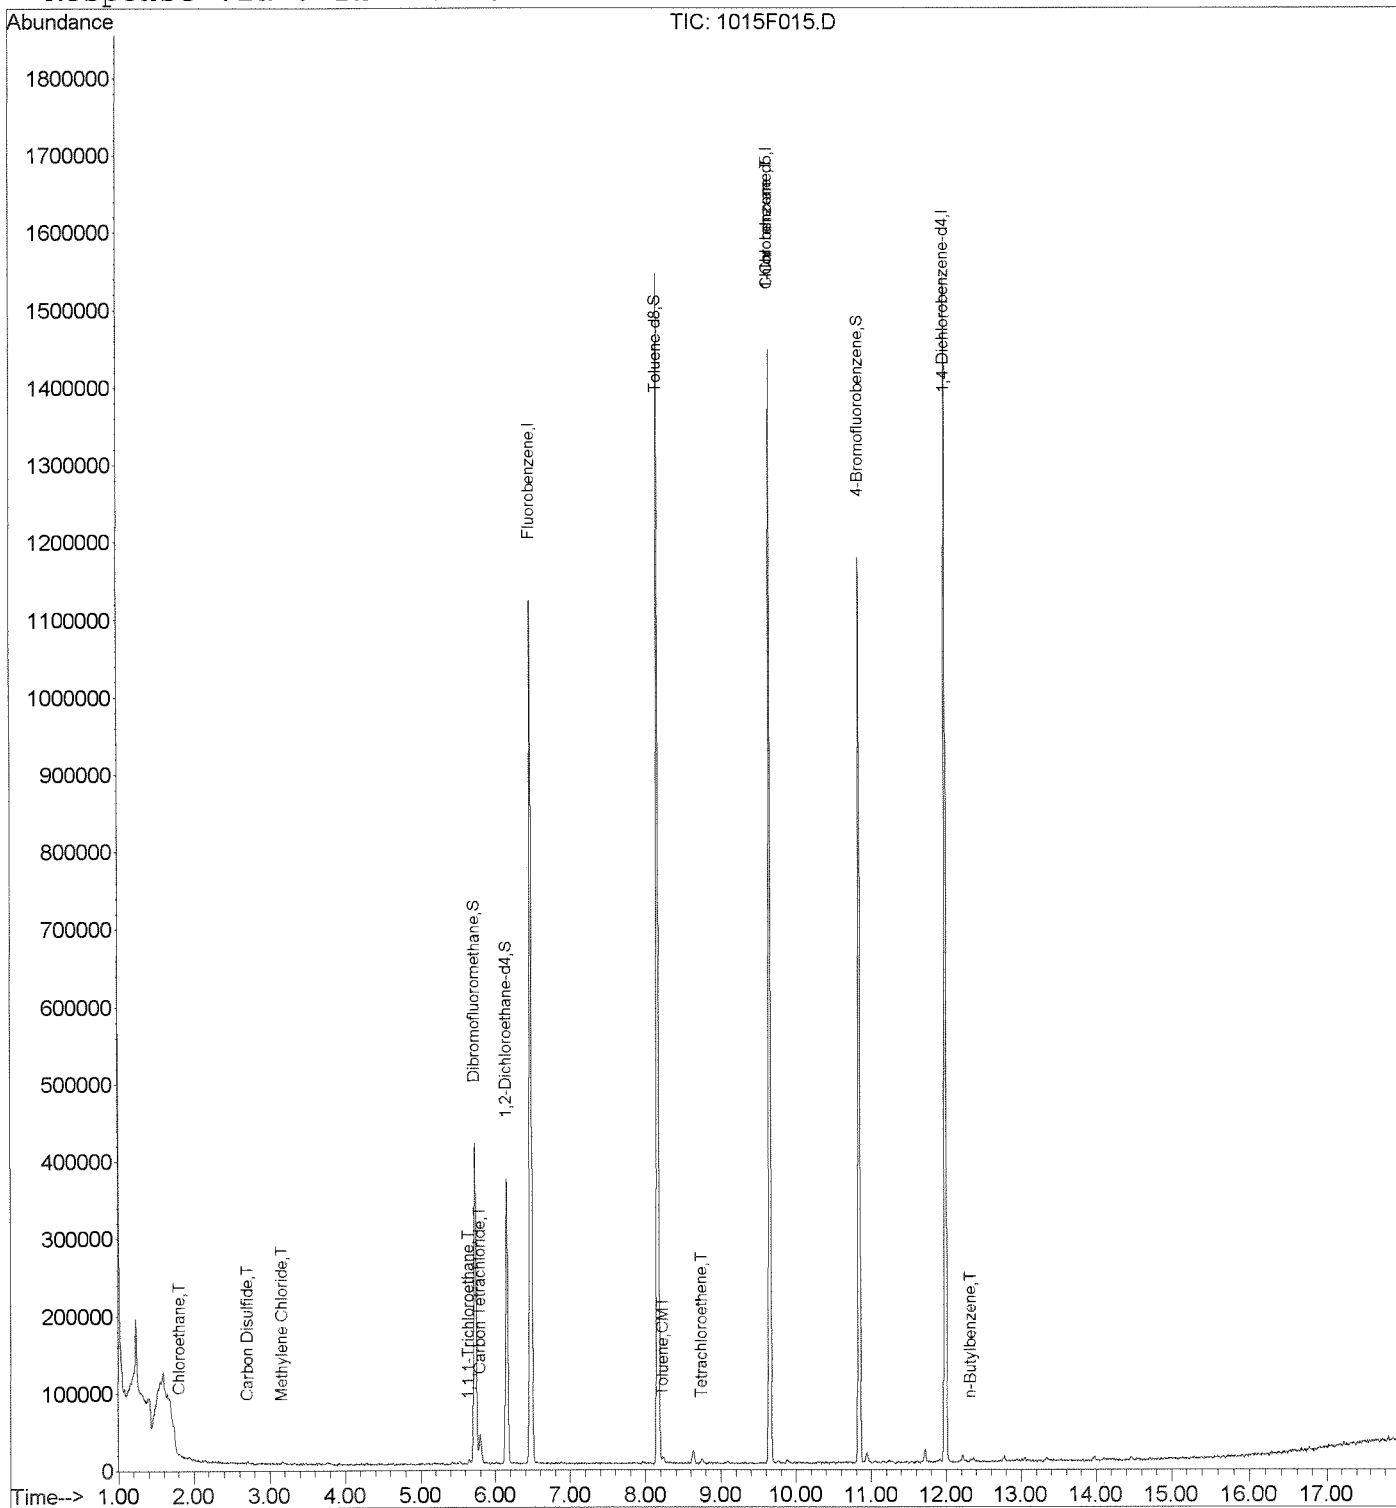 Abundance
TIC: 1015F015.D
1800000
1700000
1600000
1500000
1400000
1300000
1200000
1100000
1000000
900000
800000
700000
600000
500000
400000
300000
200000
100000
0
Chloroethane,T
Carbon Disulfide,T
Methylene Chloride,T
1,1,1-Trichloroethane,T
Dibromofluoromethane,S
Carbon Tetrachloride,T
1,2-Dichloroethane-d4,S
Fluorobenzene,I
Toluene-d8,S
Toluene,CMT
Tetrachloroethene,T
4-Bromofluorobenzene,S
1,4-Dichlorobenzene-d4,I
n-Butylbenzene,T
Time--> 1.00 2.00 3.00 4.00 5.00 6.00 7.00 8.00 9.00 10.00 11.00 12.00 13.00 14.00 15.00 16.00 17.00